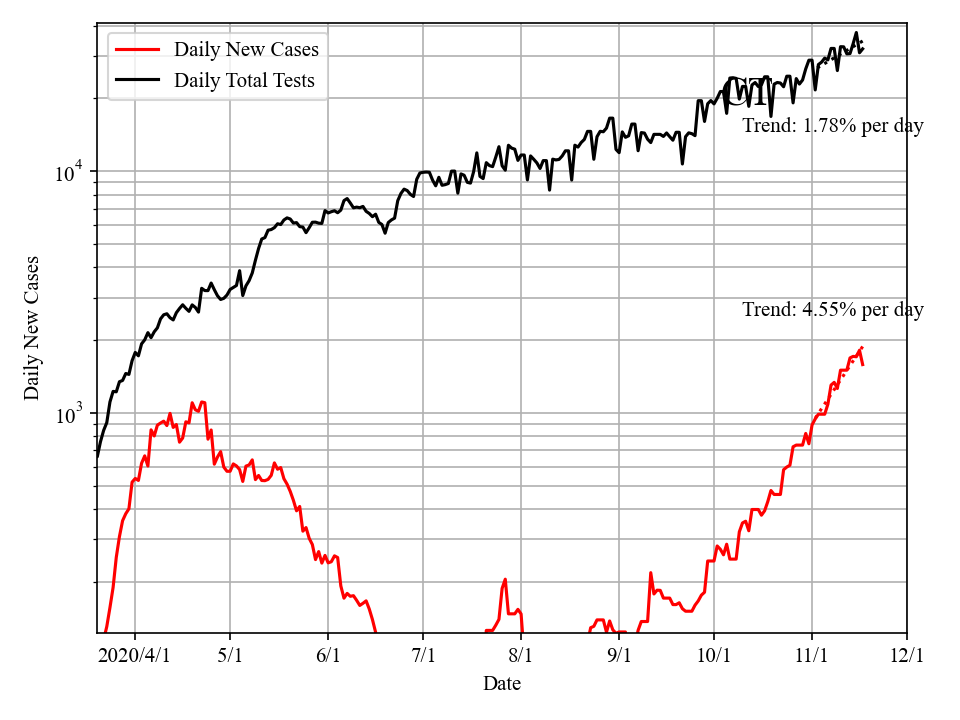 Daily New Cases
Daily Total Tests
CT
Trend: 1.78% per day
10^4
Trend: 4.55% per day
10^3
Daily New Cases
2020/4/1 5/1 6/1 7/1 8/1 9/1 10/1 11/1 12/1
Date